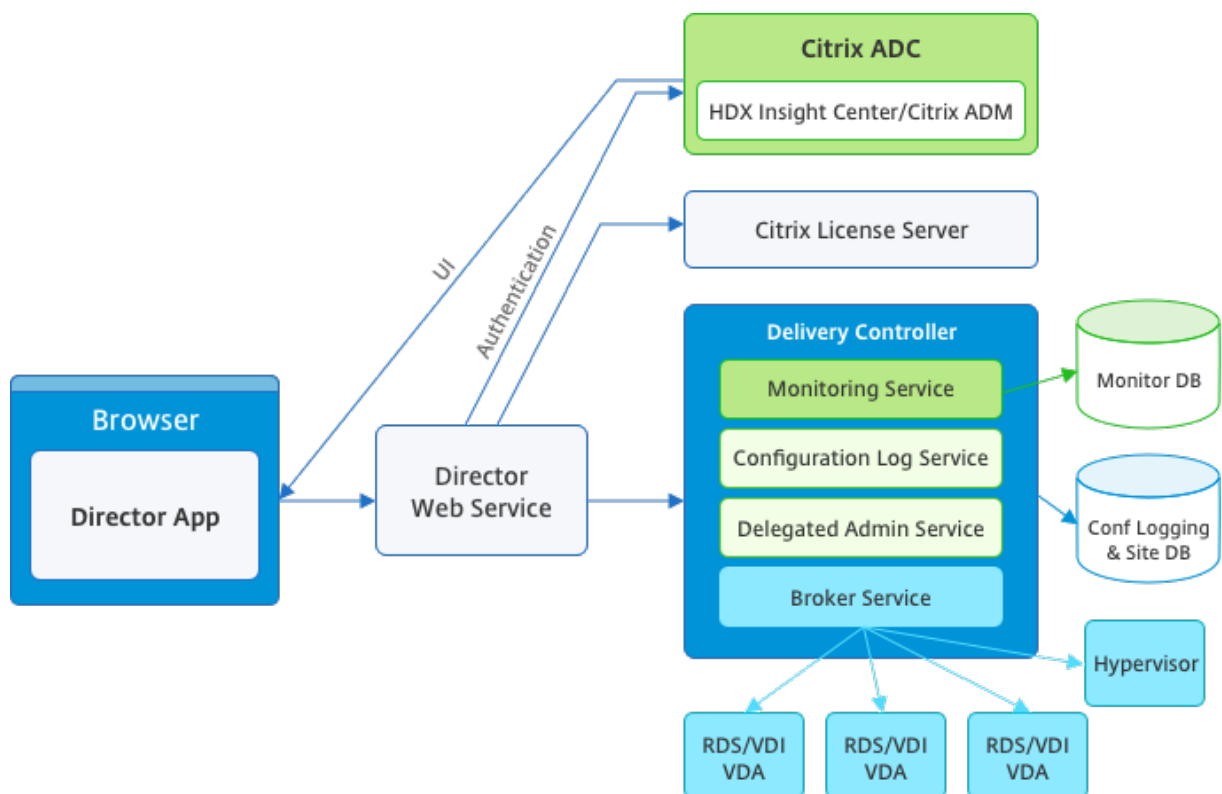 Citrix ADC
HDX Insight Center/Citrix ADM
UI
Authentication
Citrix License Server
Delivery Controller
Monitoring Service
Configuration Log Service
Delegated Admin Service
Broker Service
Monitor DB
Conf Logging
& Site DB
Browser
Director App
Director
Web Service
Hypervisor
RDS/VDI
VDA
RDS/VDI
VDA
RDS/VDI
VDA